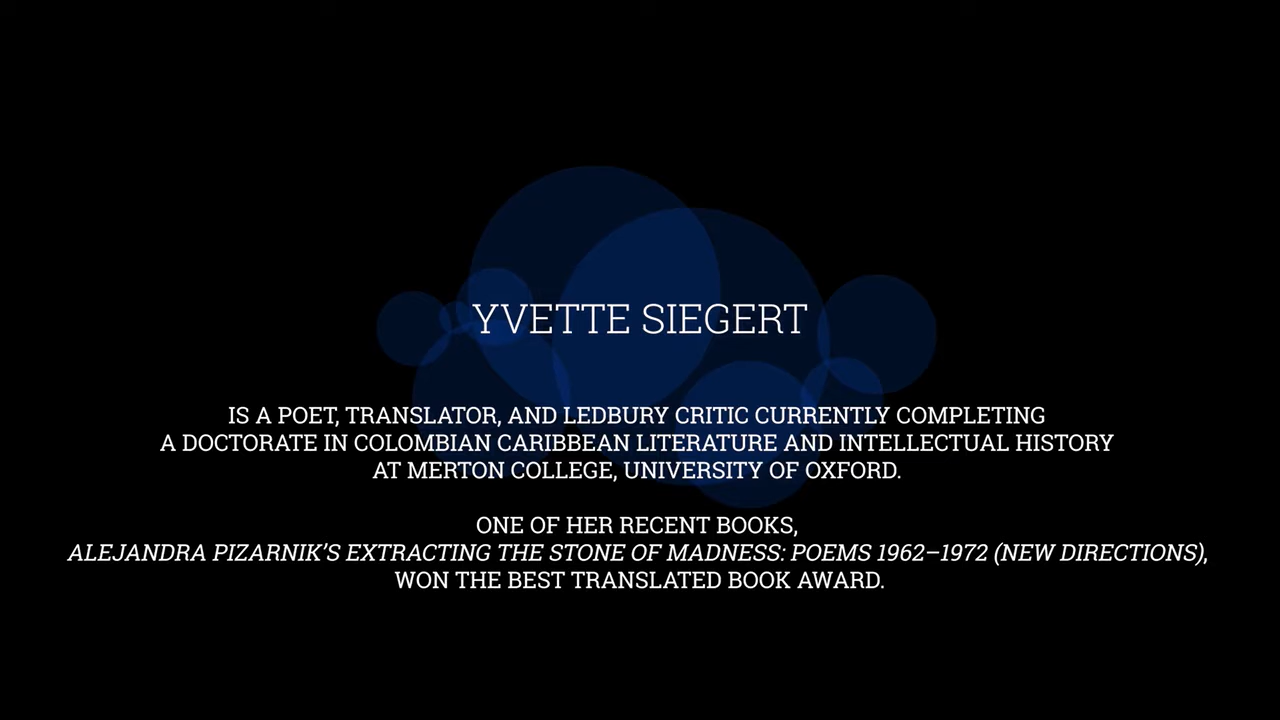 YVETTE SIEGERT
IS A POET, TRANSLATOR, AND LEDBURY CRITIC CURRENTLY COMPLETING
A DOCTORATE IN COLOMBIAN CARIBBEAN LITERATURE AND INTELLECTUAL HISTORY
AT MERTON COLLEGE, UNIVERSITY OF OXFORD.
ONE OF HER RECENT BOOKS,
ALEJANDRA PIZARNIK’S EXTRACTING THE STONE OF MADNESS: POEMS 1962–1972 (NEW DIRECTIONS),
WON THE BEST TRANSLATED BOOK AWARD.